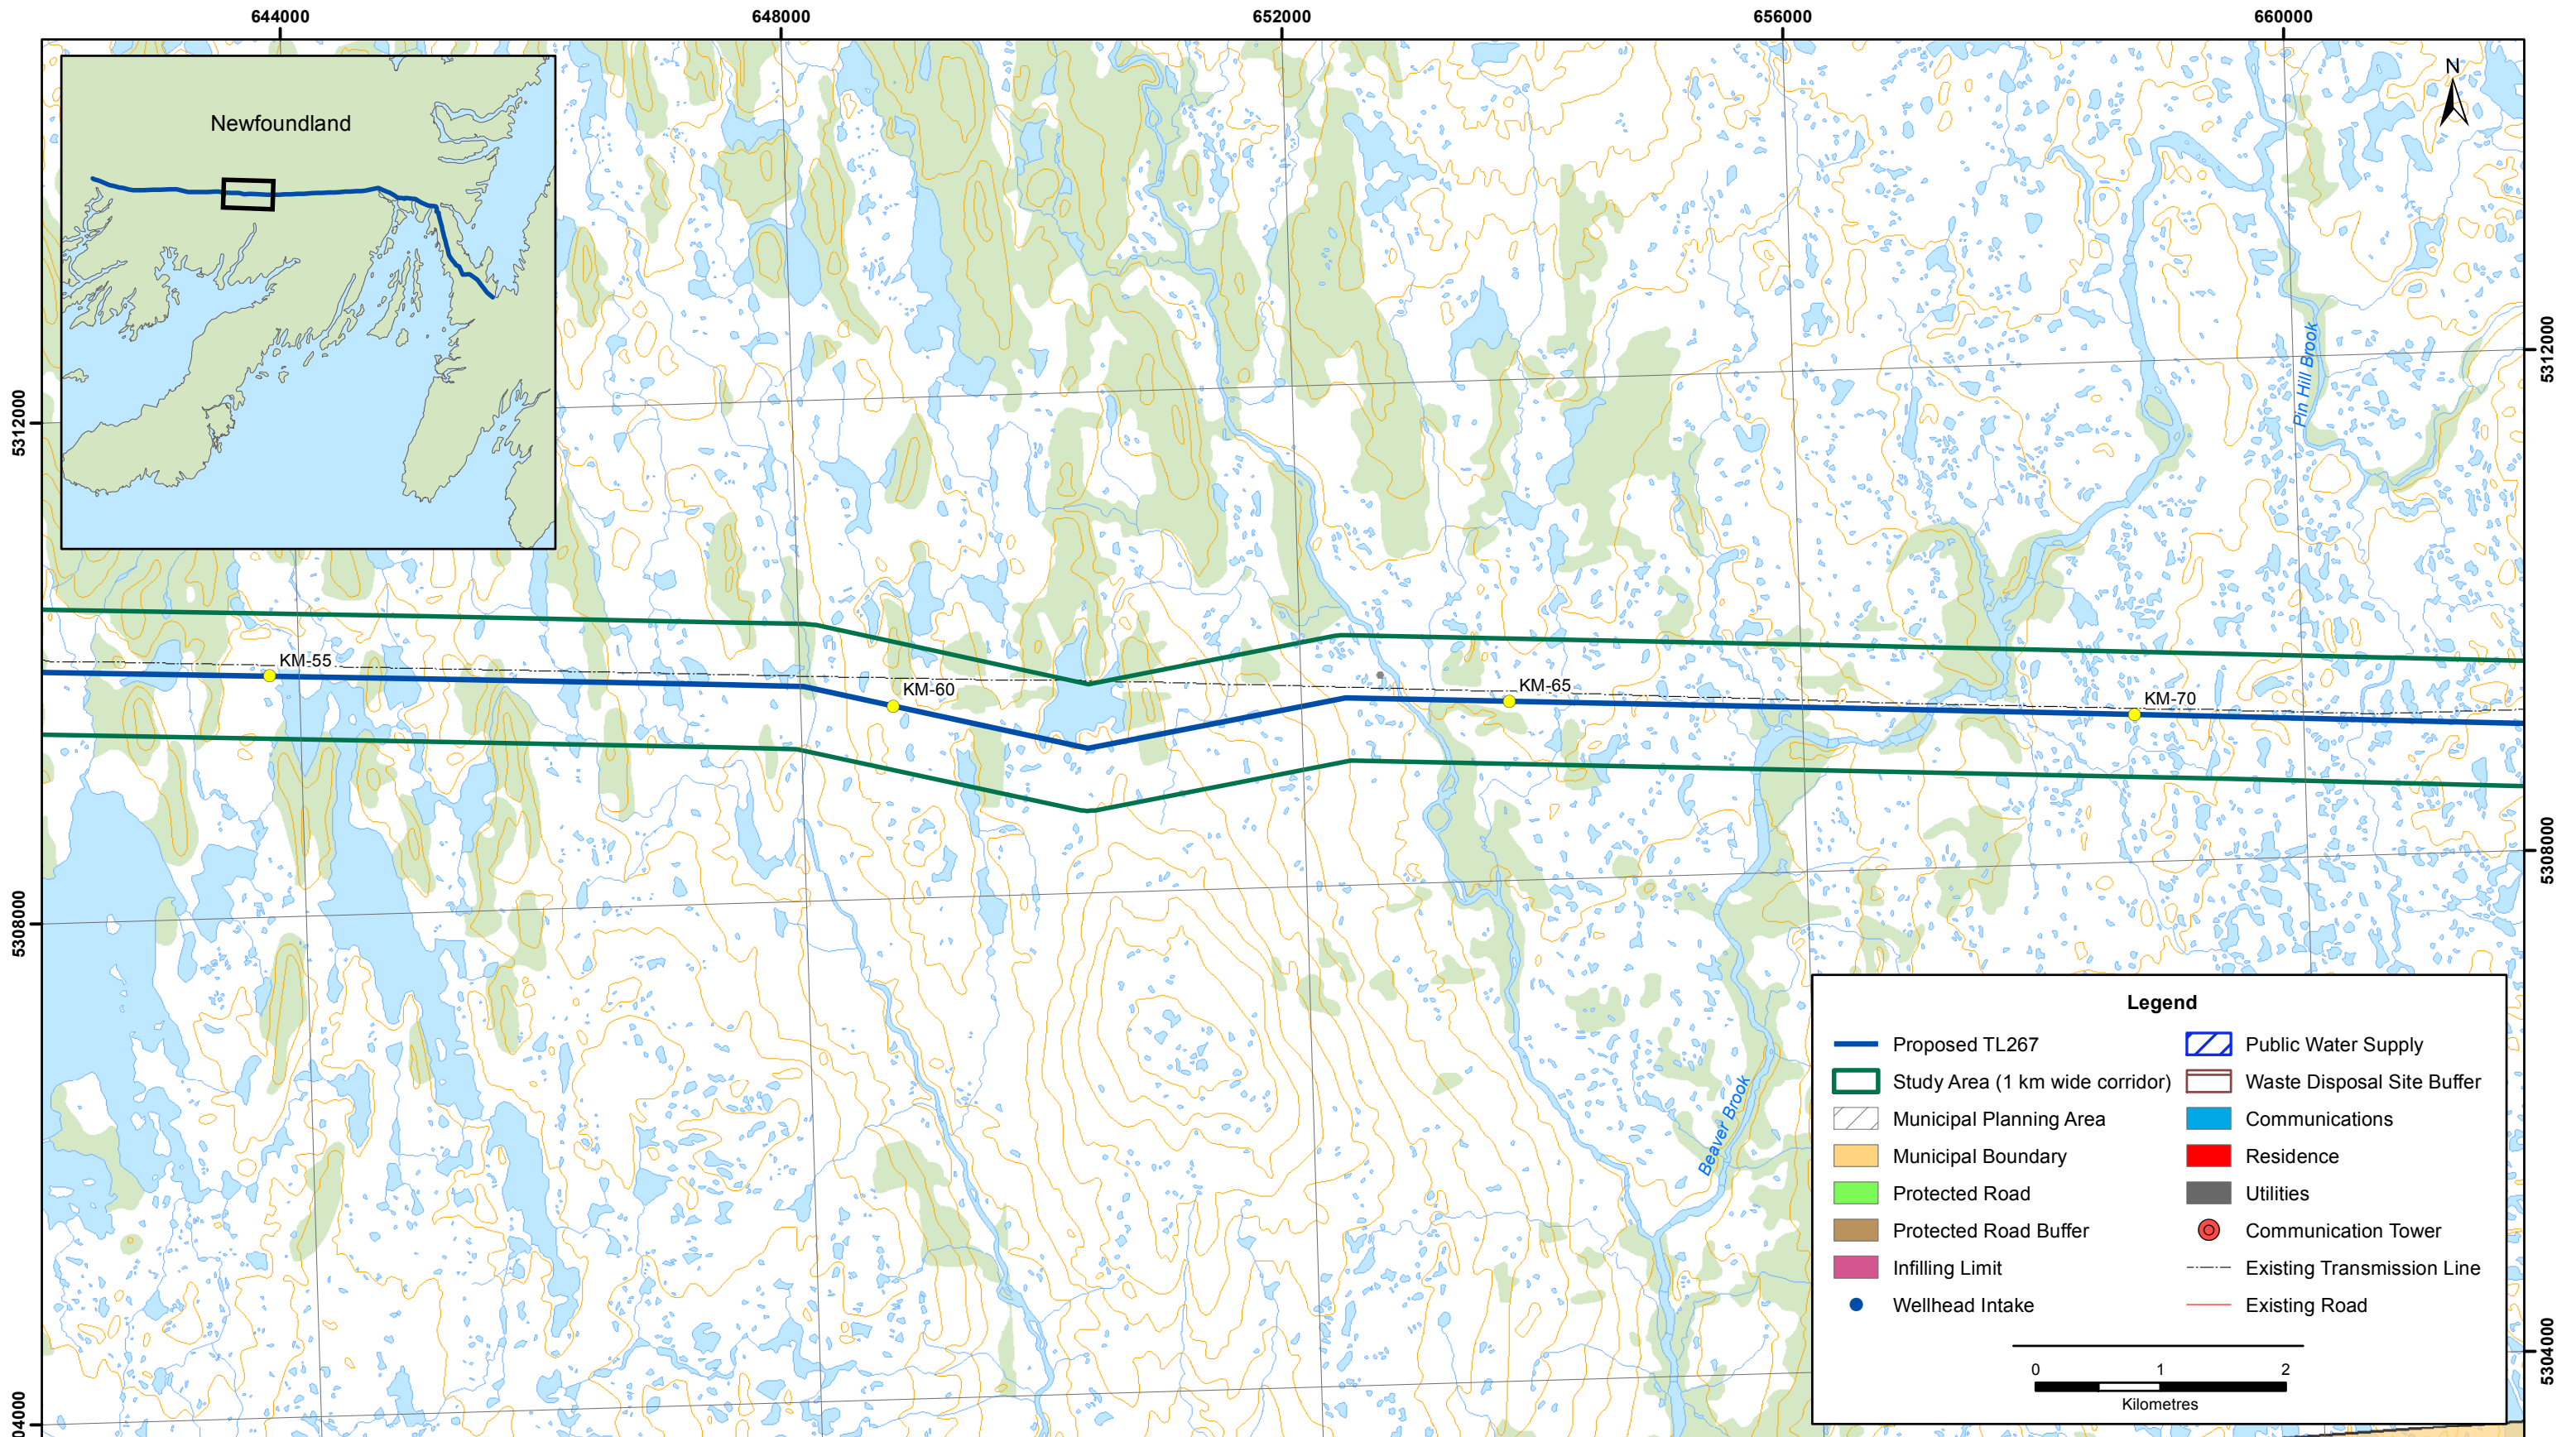 644000
648000
652000
656000
660000
Newfoundland
N
5312000
5312000
Pin Hill Brook
KM-55
KM-60
KM-65
KM-70
5308000
5308000
Beaver Brook
Legend
Proposed TL267
Study Area (1 km wide corridor)
Municipal Planning Area
Municipal Boundary
Protected Road
Protected Road Buffer
Infilling Limit
Wellhead Intake
Public Water Supply
Waste Disposal Site Buffer
Communications
Residence
Utilities
Communication Tower
Existing Transmission Line
Existing Road
0 1 2
Kilometres
5304000
04000